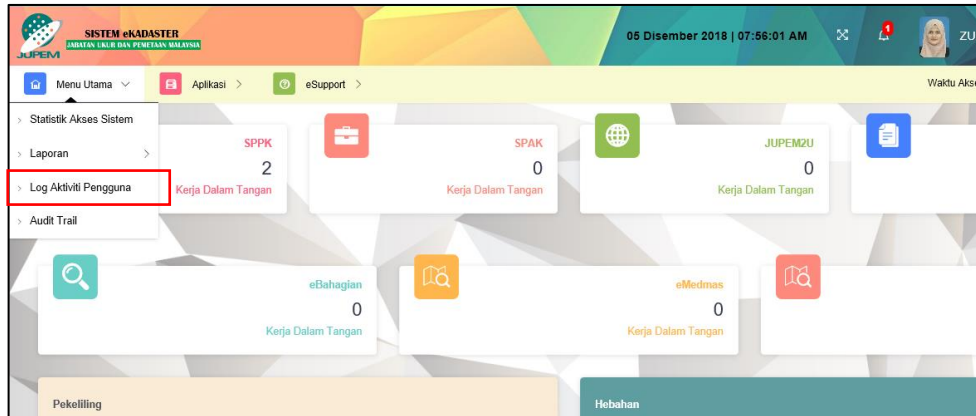 SISTEM eKADASTER
JABATAN UKUR DAN PEMETAAN MALAYSIA
JUPEM
05 Disember 2018 | 07:56:01 AM
1
ZU
Menu Utama
Aplikasi
eSupport
Waktu Akse
Statistik Akses Sistem
Laporan
Log Aktiviti Pengguna
Audit Trail
SPPK
2
Kerja Dalam Tangan
SPAK
0
Kerja Dalam Tangan
JUPEM2U
0
Kerja Dalam Tangan
eBahagian
0
Kerja Dalam Tangan
eMedmas
0
Kerja Dalam Tangan
Pekeliling
Hebahan